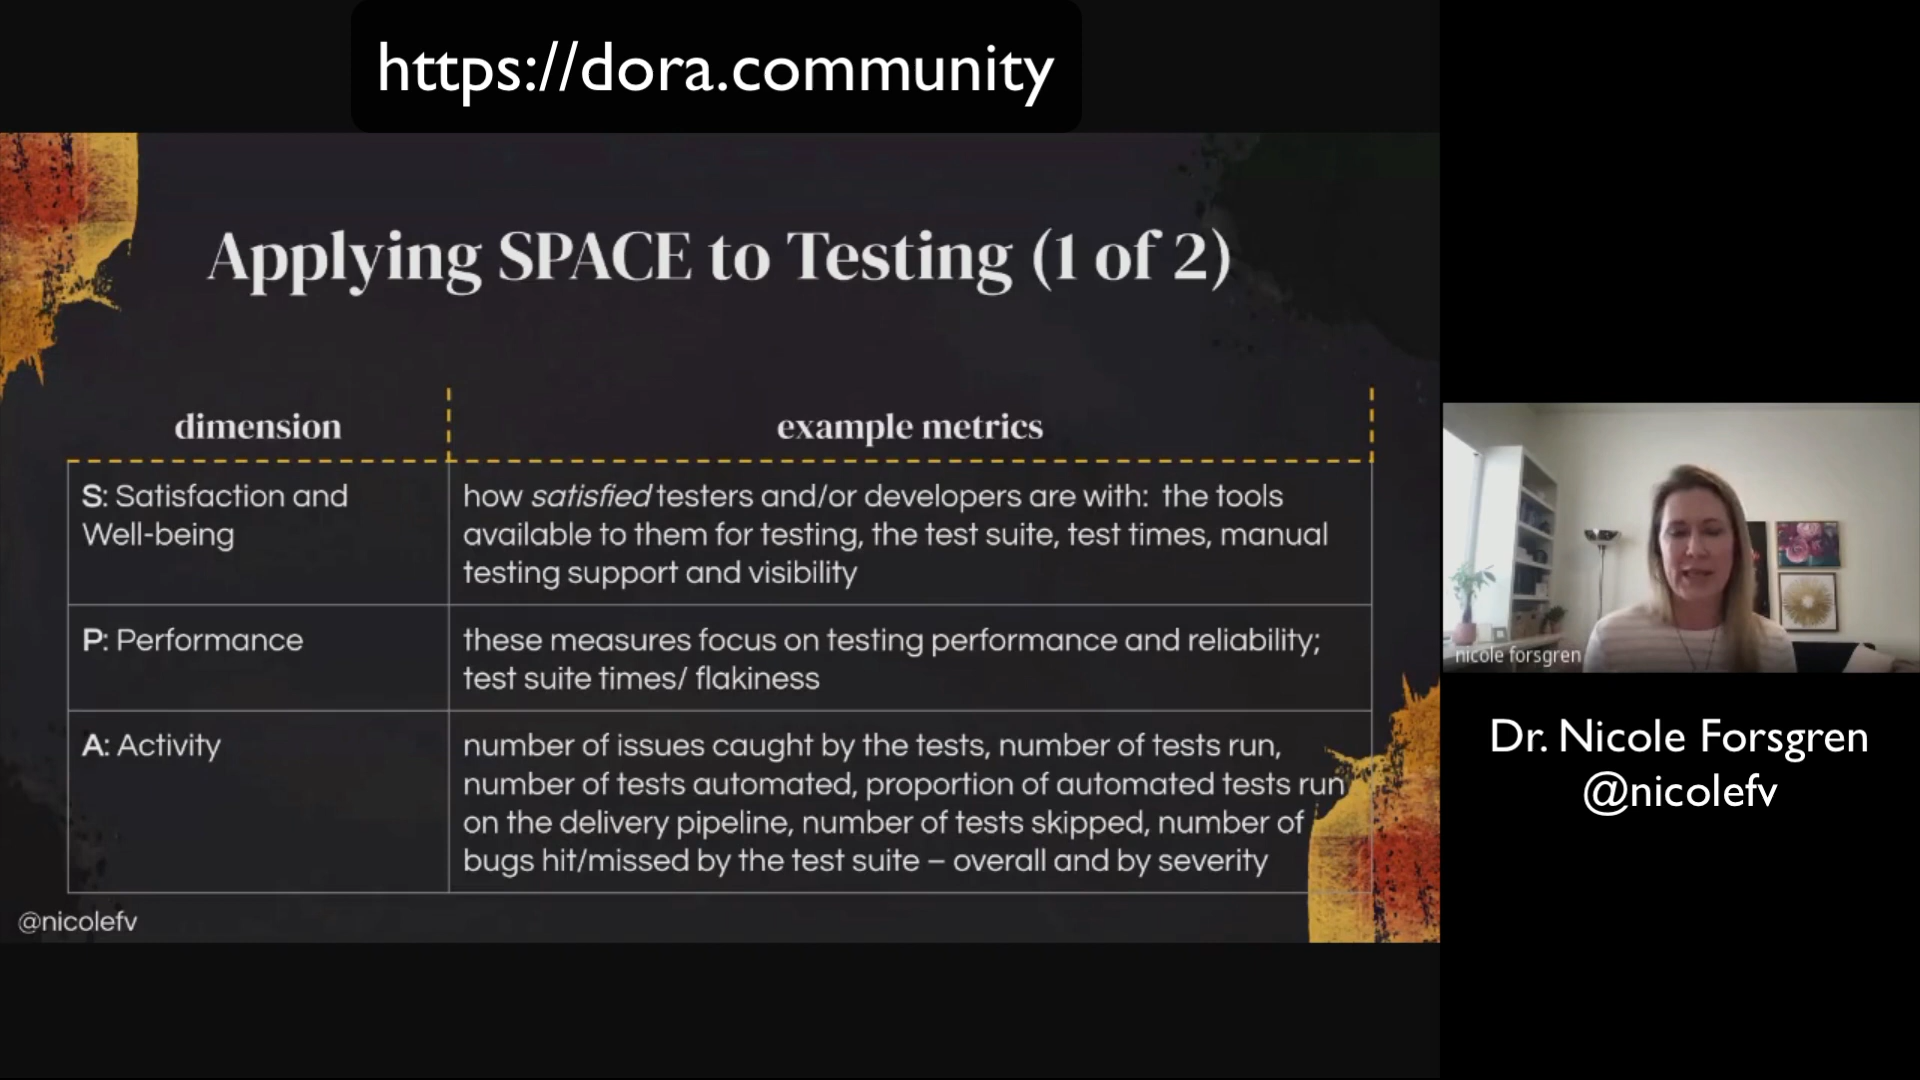 https://dora.community
Applying SPACE to Testing (1 of 2)
dimension
example metrics
S: Satisfaction and
Well-being
how satisfied testers and/or developers are with: the tools
available to them for testing, the test suite, test times, manual
testing support and visibility
P: Performance
these measures focus on testing performance and reliability;
test suite times/ flakiness
A: Activity
number of issues caught by the tests, number of tests run,
number of tests automated, proportion of automated tests run
on the delivery pipeline, number of tests skipped, number of
bugs hit/missed by the test suite – overall and by severity
@nicolefv
nicole forsgren
Dr. Nicole Forsgren
@nicolefv